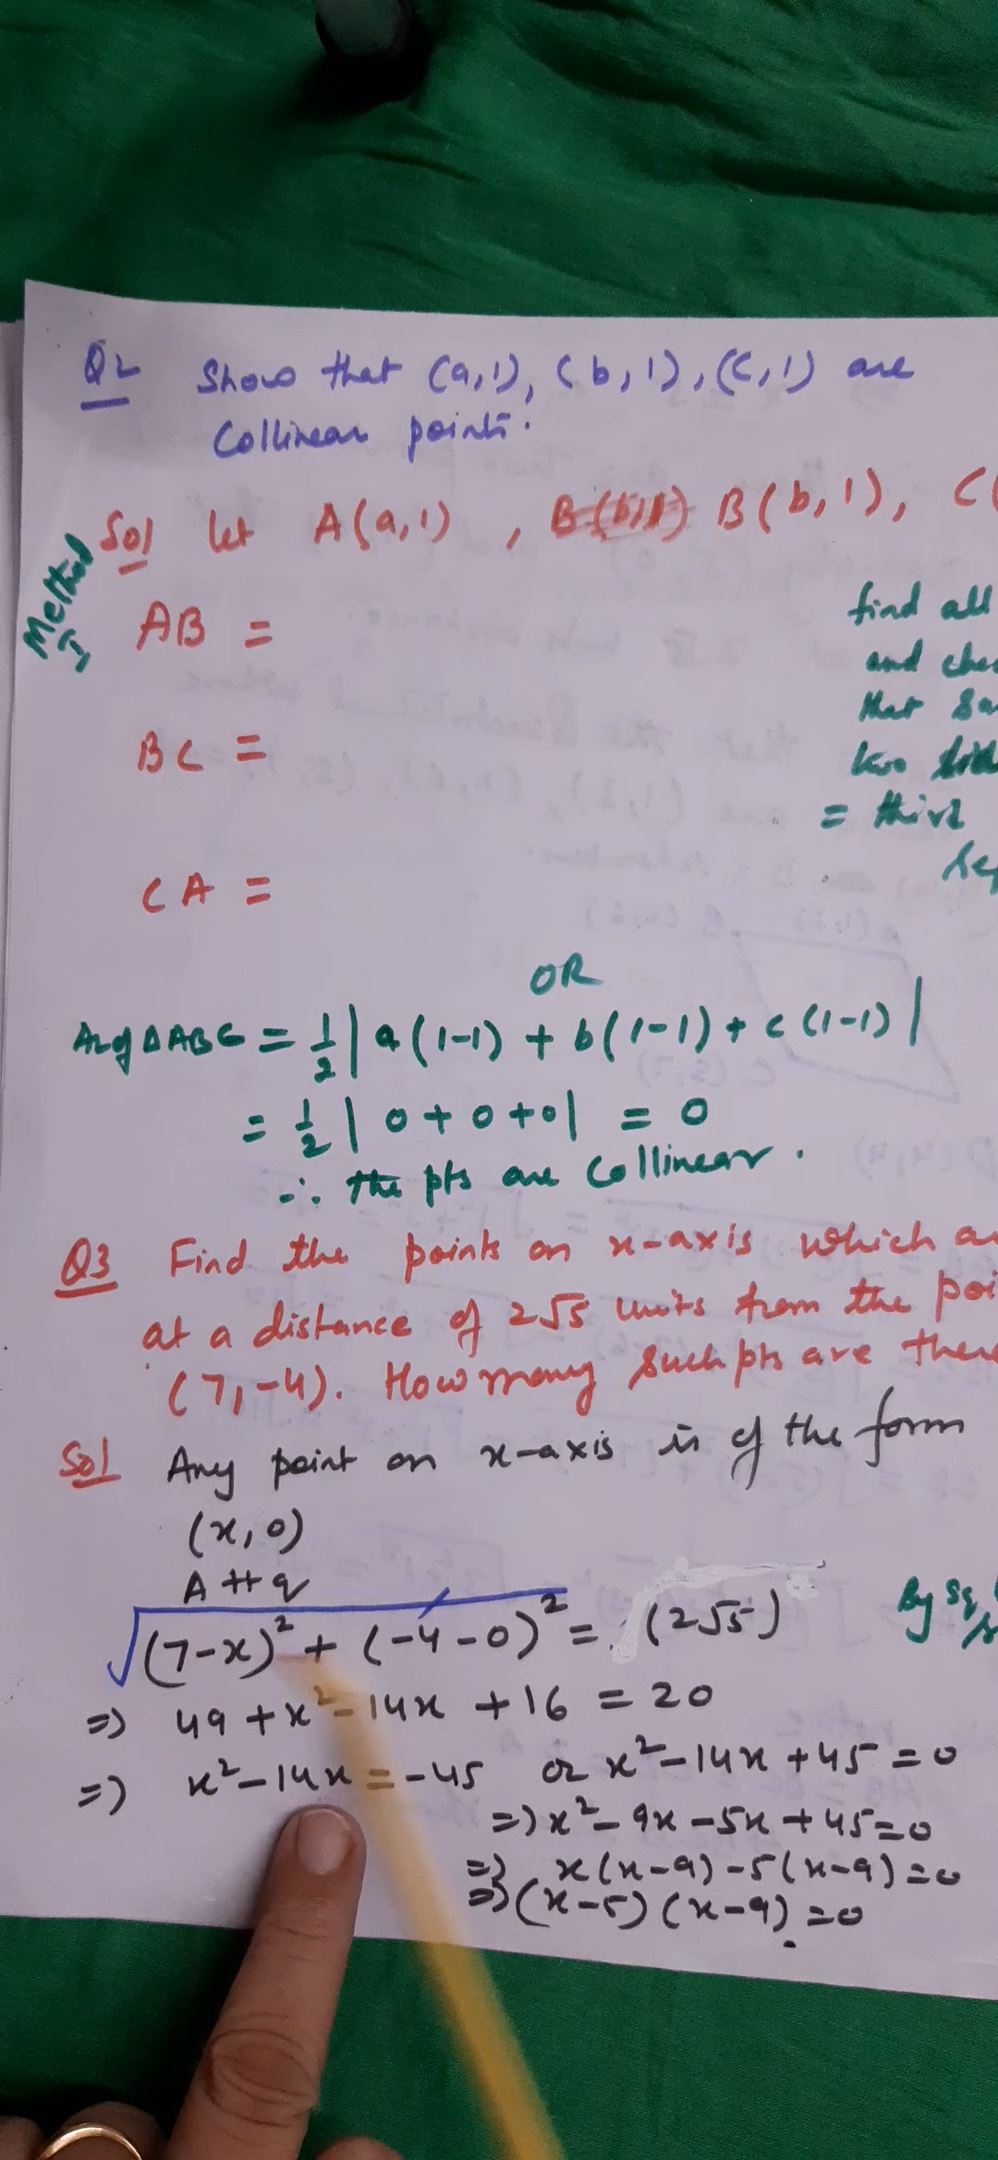 Q2 Show that (a,1), (b,1), (c,1) are
Collinear points.
Sol let A(a,1) , B(b,1) B(b,1), C(
Method I
AB =
BC =
CA =
find all
and
that
two
= third
OR
Ar of ΔABC = 1/2 | a(1-1) + b(1-1) + c(1-1) |
= 1/2 | 0 + 0 + 0 | = 0
∴ the pts are Collinear.
Q3 Find the points on x-axis which
at a distance of 2√5 units from the
(7,-4). How many such pts are
Sol Any point on x-axis is of the form
(x, 0)
A ++ q
√(7-x)² + (-4-0)² = (2√5)
By sq
=> 49 + x² - 14x + 16 = 20
=> x² - 14x = -45 or x² - 14x + 45 = 0
=> x² - 9x - 5x + 45 = 0
=> x(x-9) - 5(x-9) = 0
=> (x-5) (x-9) = 0